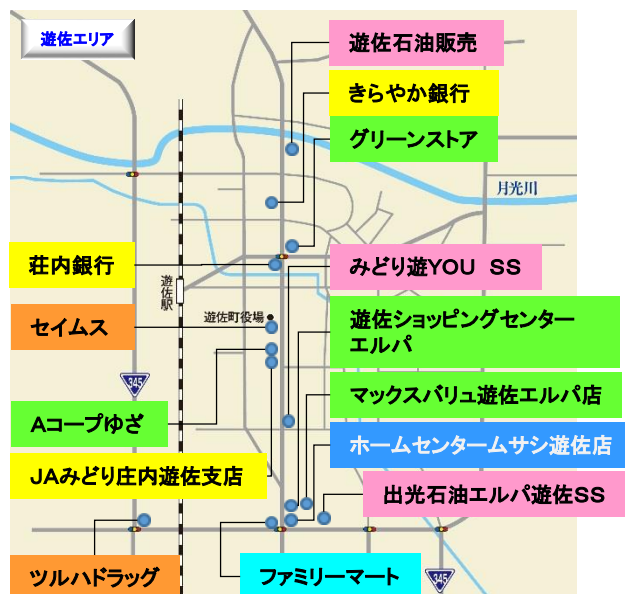 遊佐エリア
遊佐石油販売
きらやか銀行
グリーンストア
月光川
荘内銀行
みどり遊YOU SS
遊佐駅
遊佐町役場
セイムス
遊佐ショッピングセンター
エルパ
345
マックスバリュ遊佐エルパ店
Aコープゆざ
ホームセンタームサシ遊佐店
JAみどり庄内遊佐支店
出光石油エルパ遊佐SS
ツルハドラッグ
ファミリーマート
345